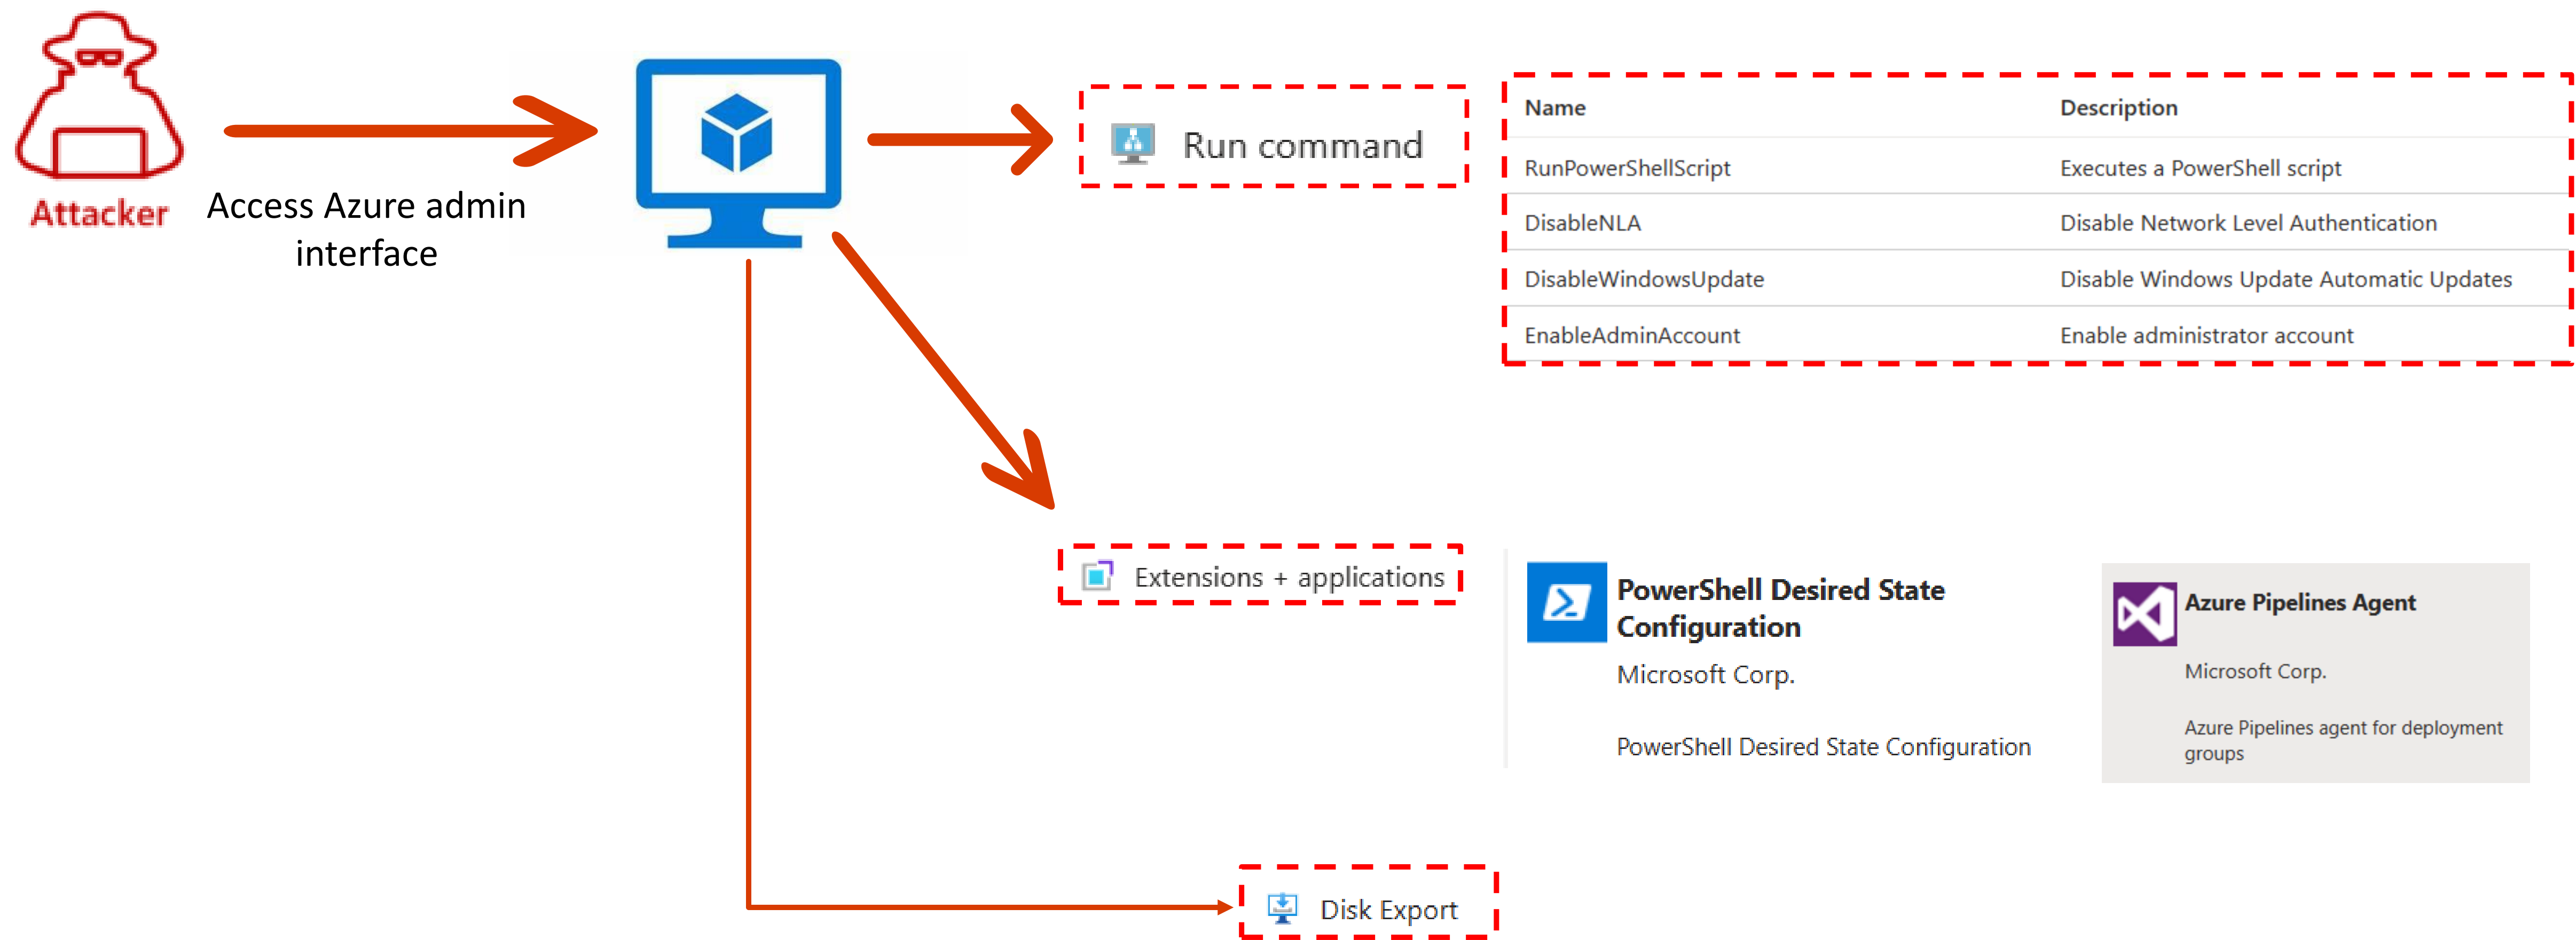 Attacker
Access Azure admin
interface
Run command
Name Description
RunPowerShellScript Executes a PowerShell script
DisableNLA Disable Network Level Authentication
DisableWindowsUpdate Disable Windows Update Automatic Updates
EnableAdminAccount Enable administrator account
Extensions + applications
PowerShell Desired State
Configuration
Microsoft Corp.
PowerShell Desired State Configuration
Azure Pipelines Agent
Microsoft Corp.
Azure Pipelines agent for deployment
groups
Disk Export